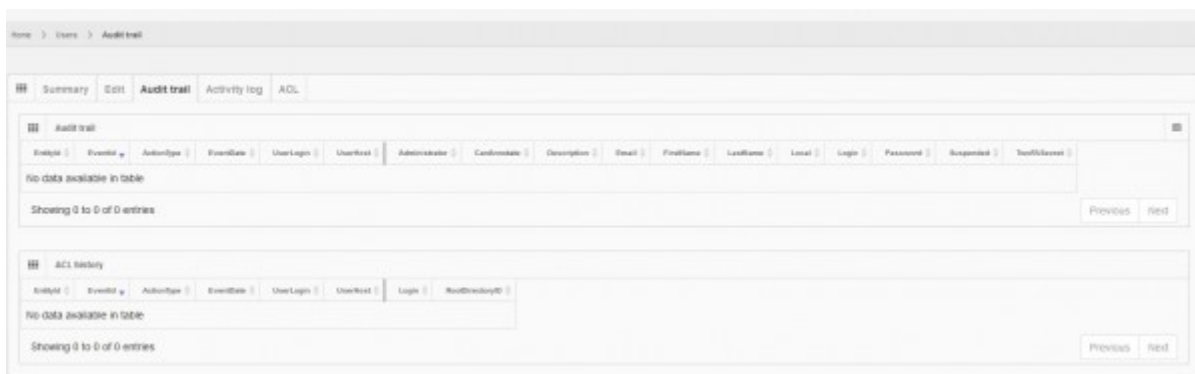 Home > Users > Audit trail
Summary Edit Audit trail Activity log ACL
Audit trail
EntityId EventId ActionType EventDate UserLogin UserHost Administrator CanImmitate Description Email FirstName LastName Local Login Password Suspended TwoFASecret
No data available in table
Showing 0 to 0 of 0 entries
Previous Next
ACL history
EntityId EventId ActionType EventDate UserLogin UserHost Login RootDirectoryID
No data available in table
Showing 0 to 0 of 0 entries
Previous Next